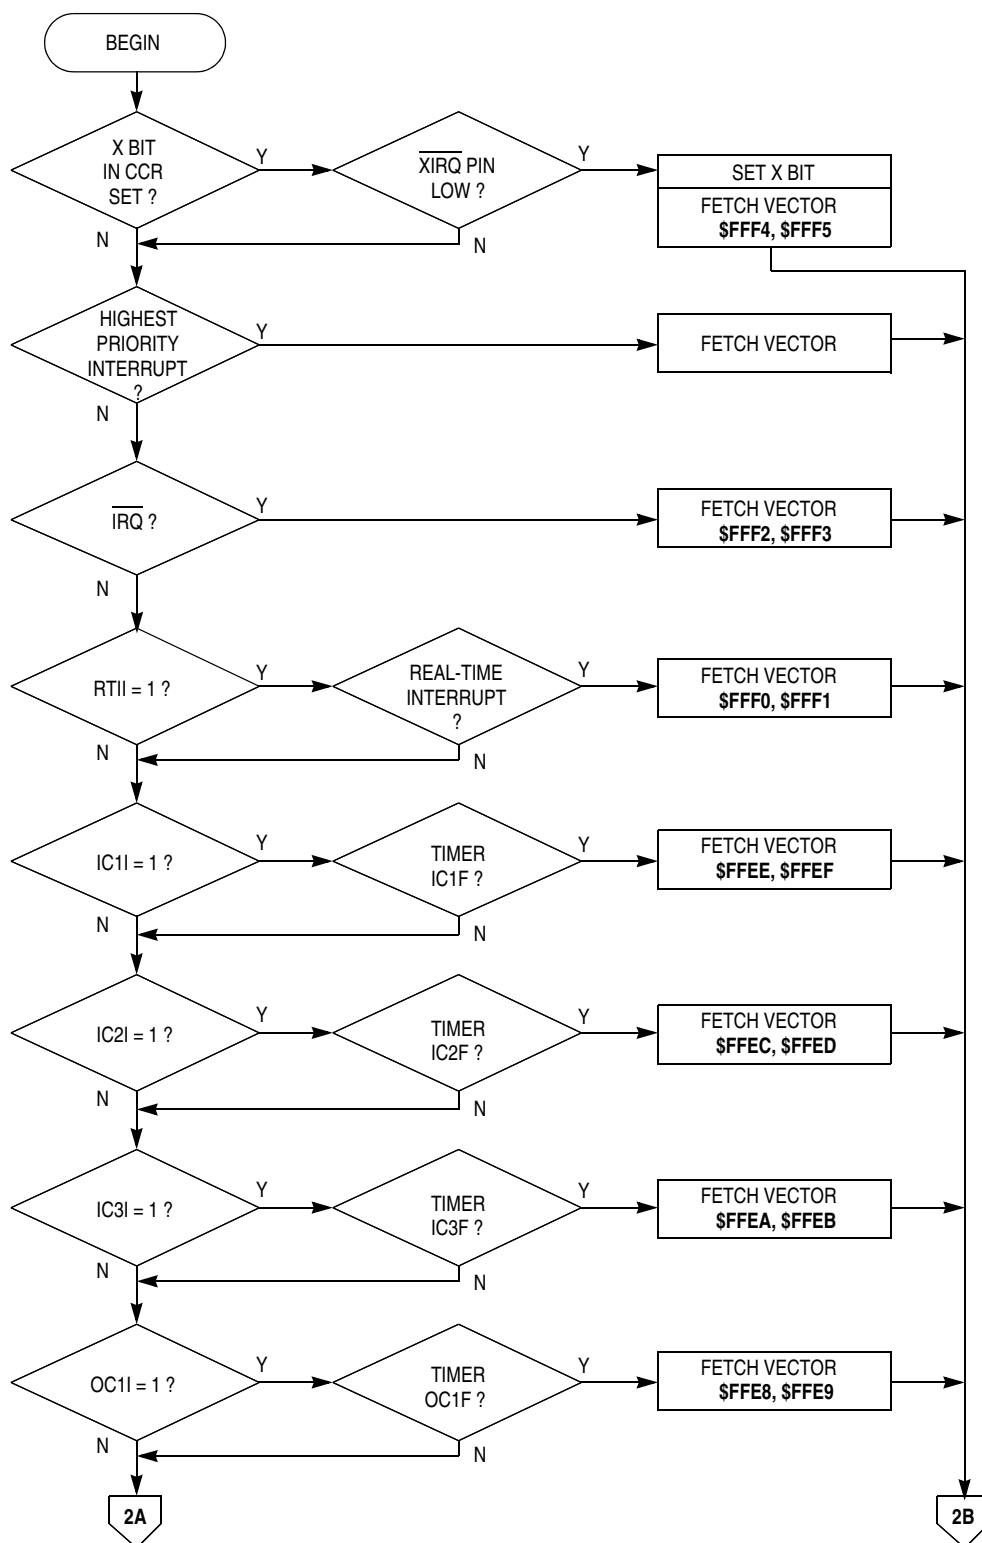 BEGIN
X BIT
IN CCR
SET ?
Y
N
XIRQ PIN
LOW ?
Y
N
SET X BIT
FETCH VECTOR
$FFF4, $FFF5
HIGHEST
PRIORITY
INTERRUPT
?
Y
N
FETCH VECTOR
IRQ ?
Y
N
FETCH VECTOR
$FFF2, $FFF3
RTII = 1 ?
Y
N
REAL-TIME
INTERRUPT
?
Y
N
FETCH VECTOR
$FFF0, $FFF1
IC1I = 1 ?
Y
N
TIMER
IC1F ?
Y
N
FETCH VECTOR
$FFEE, $FFEF
IC2I = 1 ?
Y
N
TIMER
IC2F ?
Y
N
FETCH VECTOR
$FFEC, $FFED
IC3I = 1 ?
Y
N
TIMER
IC3F ?
Y
N
FETCH VECTOR
$FFEA, $FFEB
OC1I = 1 ?
Y
N
TIMER
OC1F ?
Y
N
FETCH VECTOR
$FFE8, $FFE9
2A
2B